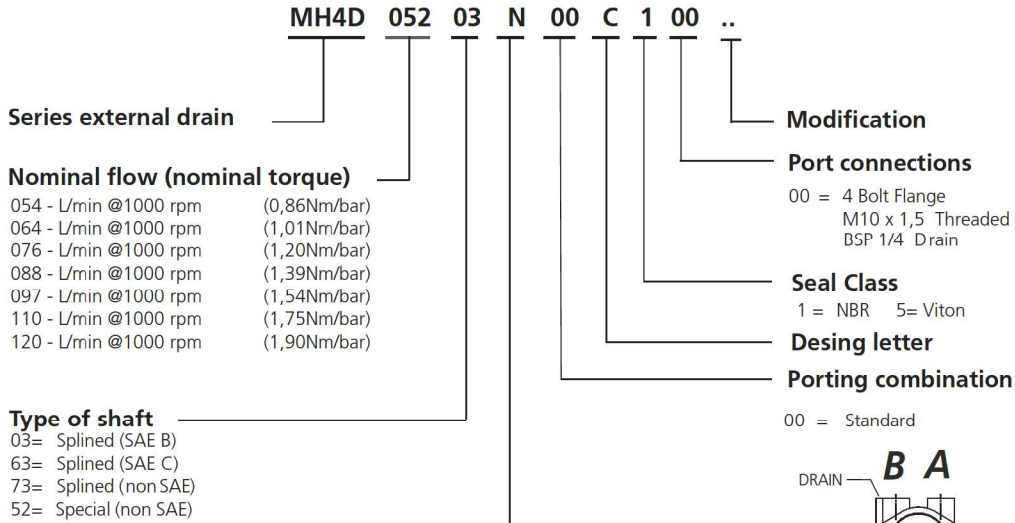 MH4D 052 03 N 00 C 1 00 ..
Series external drain
Nominal flow (nominal torque)
054 - L/min @1000 rpm (0,86Nm/bar)
064 - L/min @1000 rpm (1,01Nm/bar)
076 - L/min @1000 rpm (1,20Nm/bar)
088 - L/min @1000 rpm (1,39Nm/bar)
097 - L/min @1000 rpm (1,54Nm/bar)
110 - L/min @1000 rpm (1,75Nm/bar)
120 - L/min @1000 rpm (1,90Nm/bar)
Type of shaft
03= Splined (SAE B)
63= Splined (SAE C)
73= Splined (non SAE)
52= Special (non SAE)
Modification
Port connections
00 = 4 Bolt Flange
M10 x 1,5 Threaded
BSP 1/4 Drain
Seal Class
1 = NBR 5= Viton
Desing letter
Porting combination
00 = Standard
B A
DRAIN